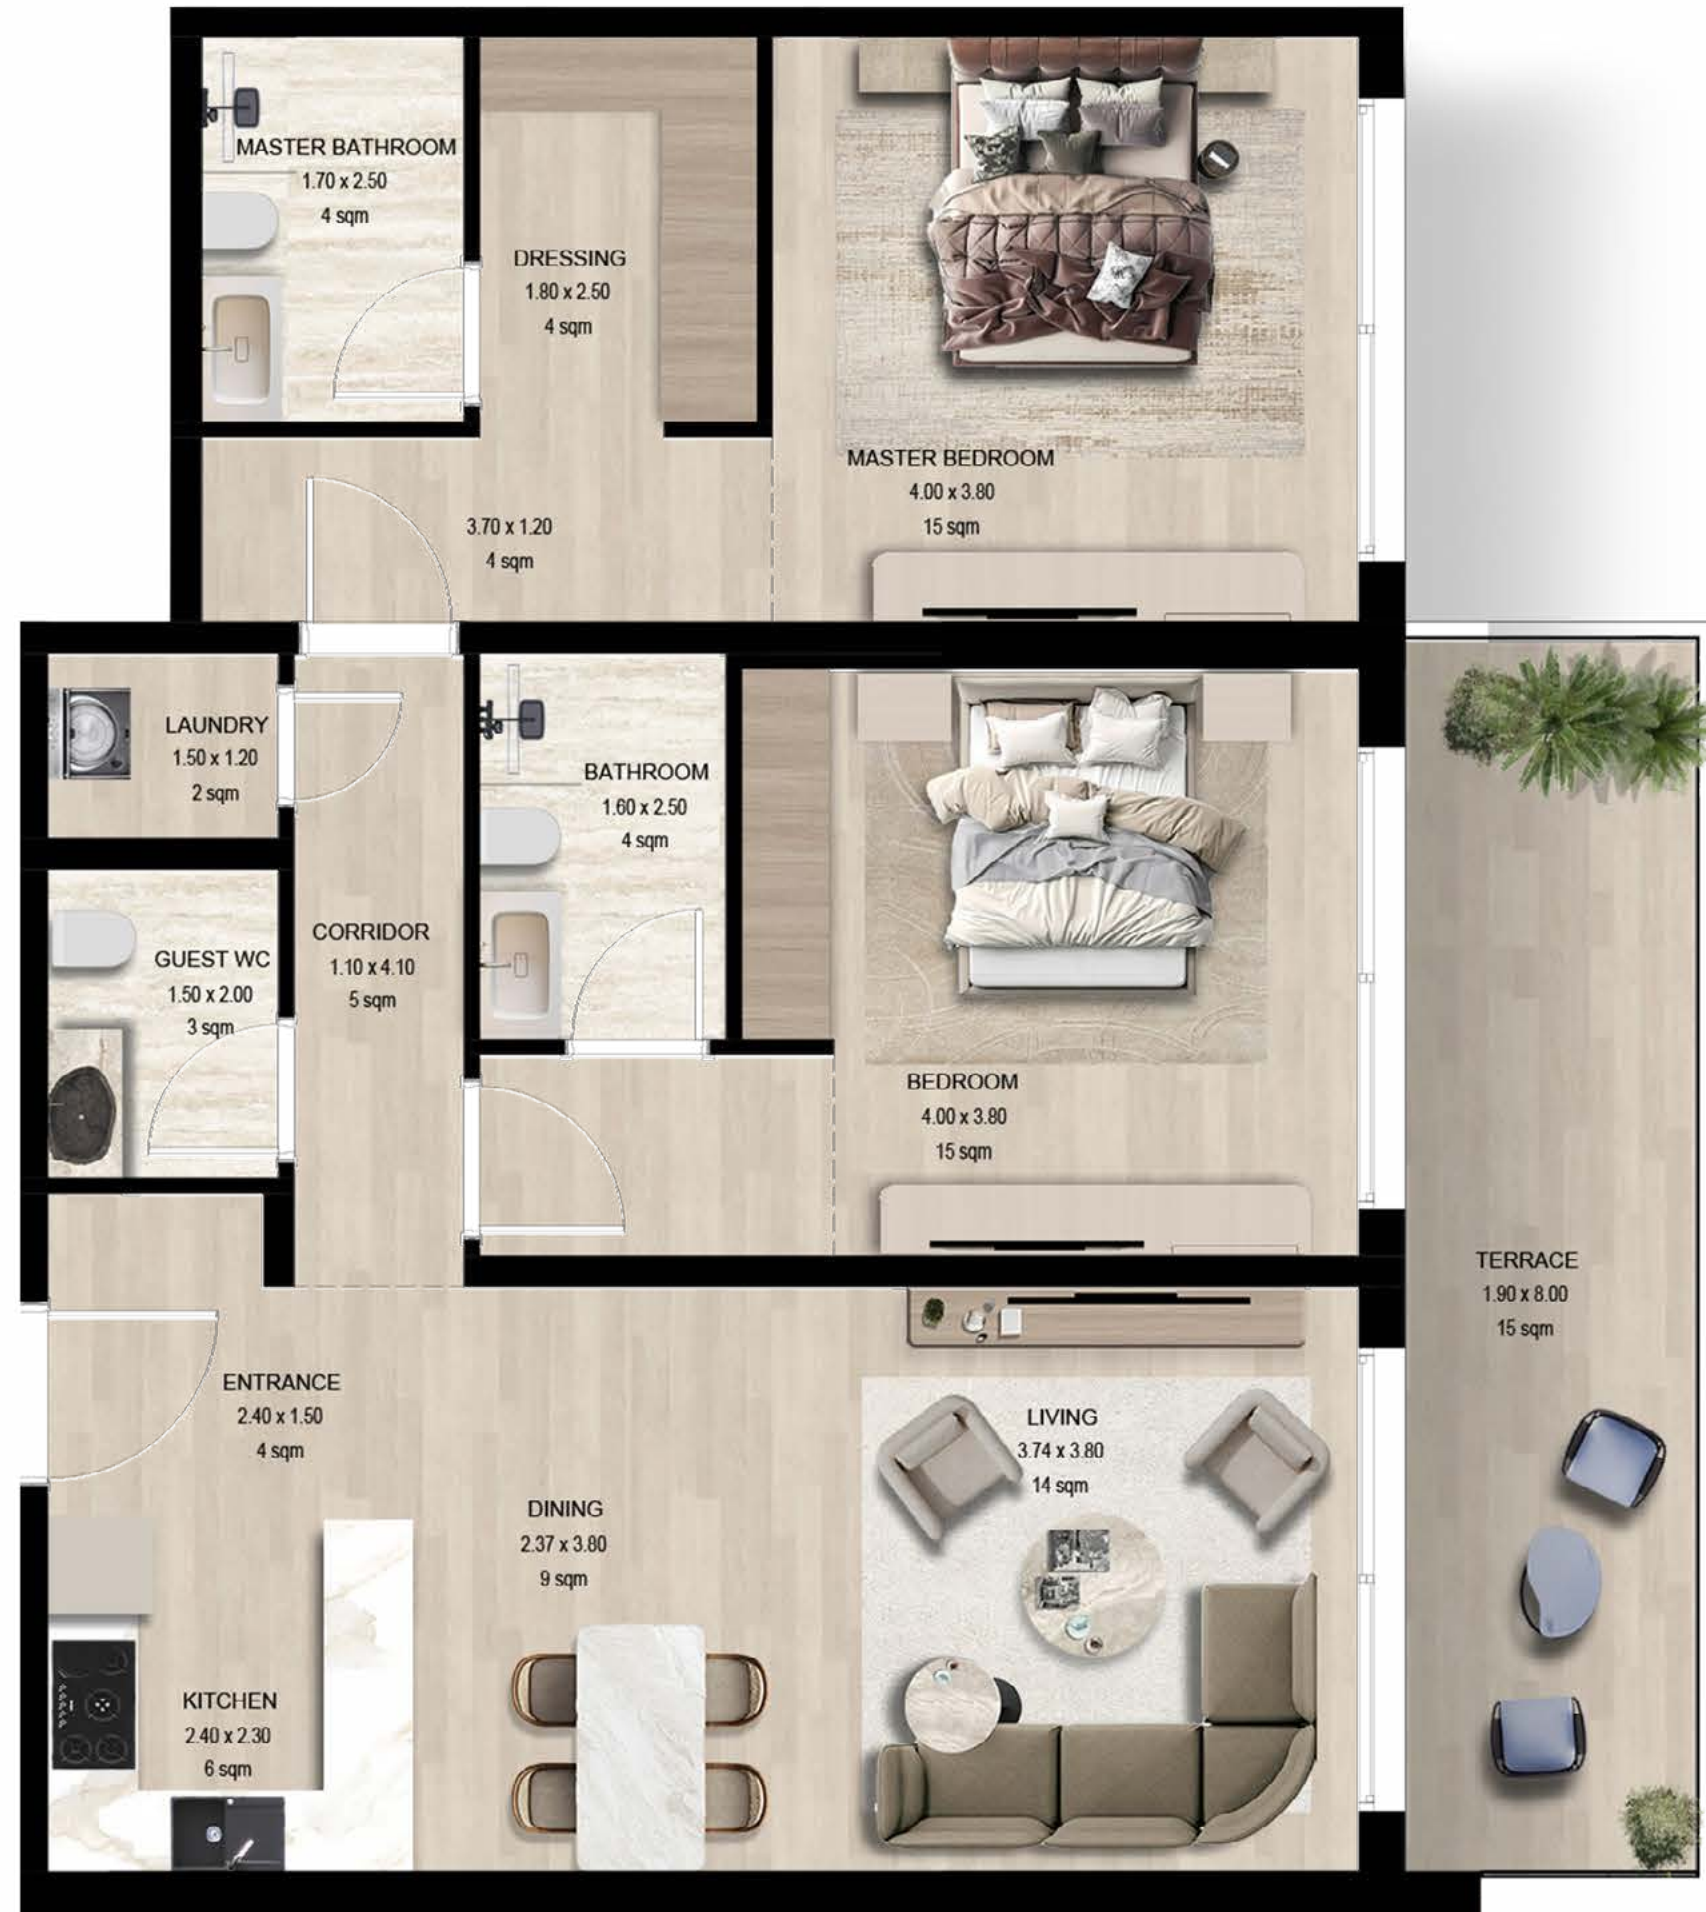 MASTER BATHROOM
1.70 x 2.50
4 sqm
DRESSING
1.80 x 2.50
4 sqm
MASTER BEDROOM
4.00 x 3.80
15 sqm
3.70 x 1.20
4 sqm
LAUNDRY
1.50 x 1.20
2 sqm
BATHROOM
1.60 x 2.50
4 sqm
CORRIDOR
1.10 x 4.10
5 sqm
GUEST WC
1.50 x 2.00
3 sqm
BEDROOM
4.00 x 3.80
15 sqm
TERRACE
1.90 x 8.00
15 sqm
ENTRANCE
2.40 x 1.50
4 sqm
LIVING
3.74 x 3.80
14 sqm
DINING
2.37 x 3.80
9 sqm
KITCHEN
2.40 x 2.30
6 sqm